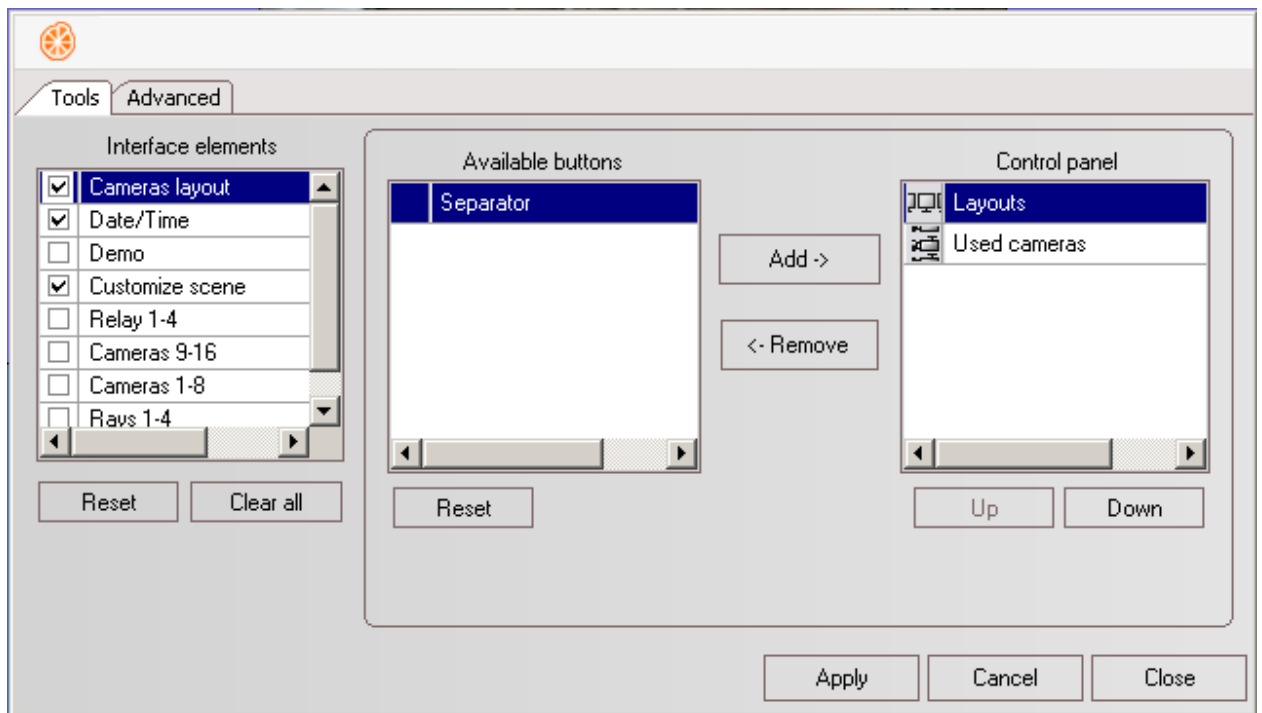 Tools
Advanced
Interface elements
Cameras layout
Date/Time
Demo
Customize scene
Relay 1-4
Cameras 9-16
Cameras 1-8
Rays 1-4
Reset
Clear all
Available buttons
Separator
Reset
Add ->
<- Remove
Control panel
Layouts
Used cameras
Up
Down
Apply
Cancel
Close